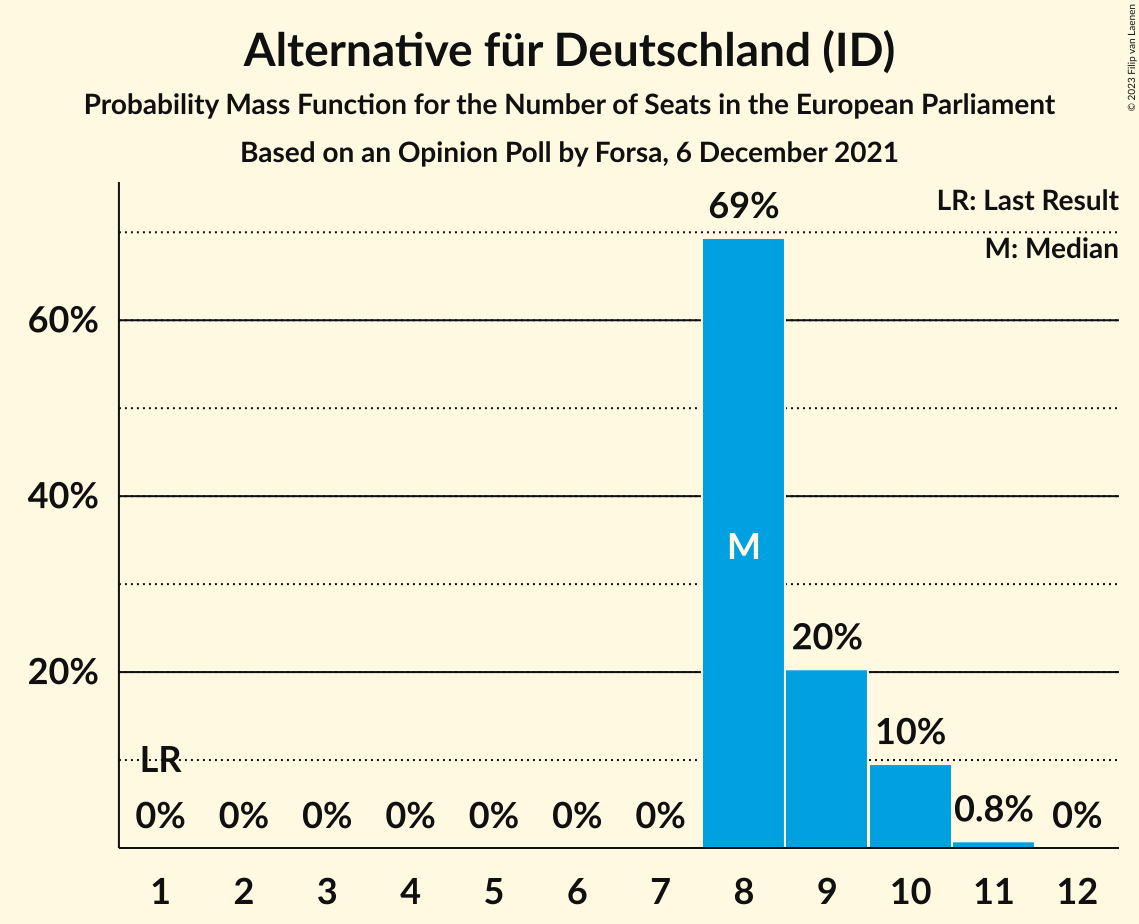 Alternative für Deutschland (ID)
Probability Mass Function for the Number of Seats in the European Parliament
Based on an Opinion Poll by Forsa, 6 December 2021
© 2023 Filip van Laenen
LR: Last Result
M: Median
60%
40%
20%
69%
M
20%
10%
0.8%
LR
0% 0% 0% 0% 0% 0% 0% 0%
1 2 3 4 5 6 7 8 9 10 11 12